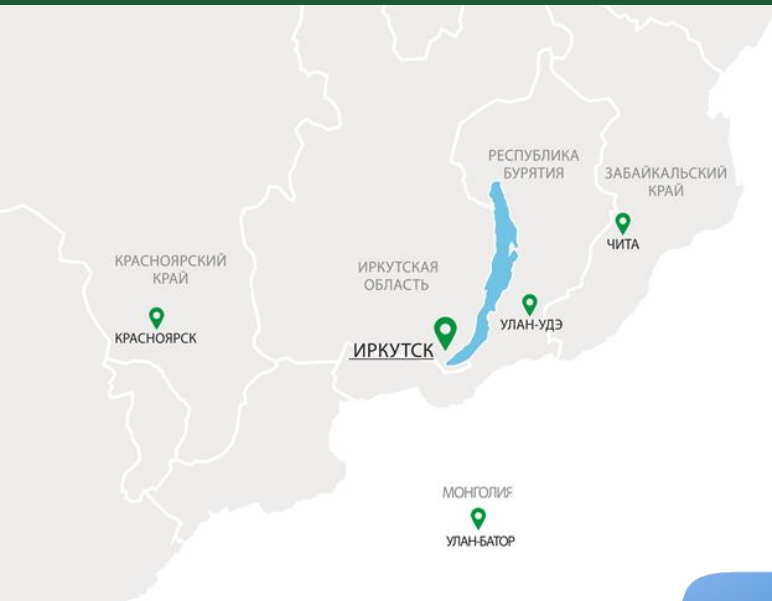 РЕСПУБЛИКА
БУРЯТИЯ
ЗАБАЙКАЛЬСКИЙ
КРАЙ
ЧИТА
КРАСНОЯРСКИЙ
КРАЙ
ИРКУТСКАЯ
ОБЛАСТЬ
КРАСНОЯРСК
УЛАН-УДЭ
ИРКУТСК
МОНГОЛИЯ
УЛАН-БАТОР